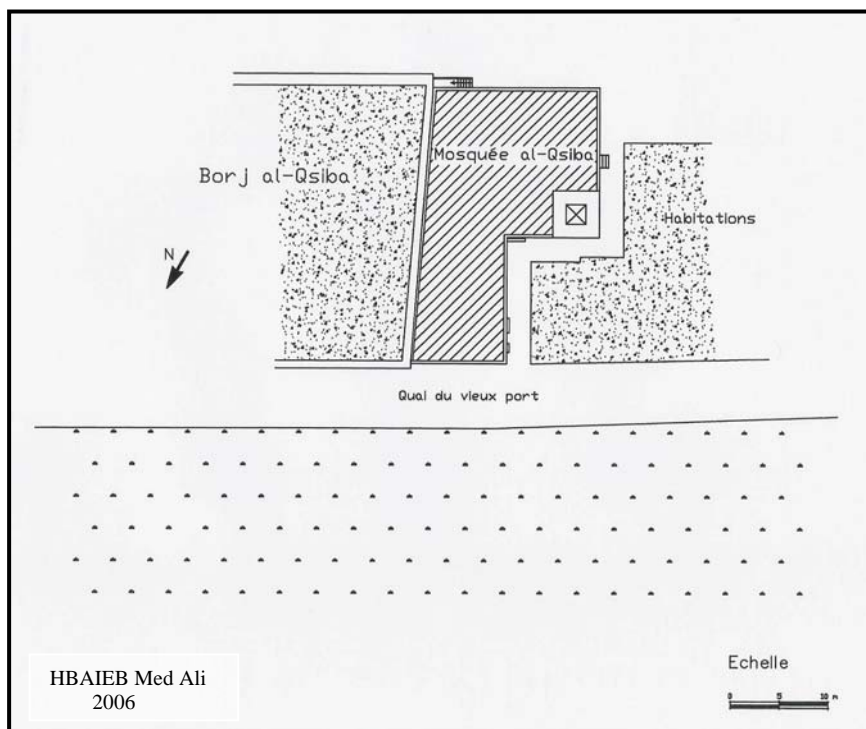 Mosquée al-Qsiba
Borj al-Qsiba
Habitations
N
Quai du vieux port
HBAIEB Med Ali
2006
Echelle
0 5 10 m